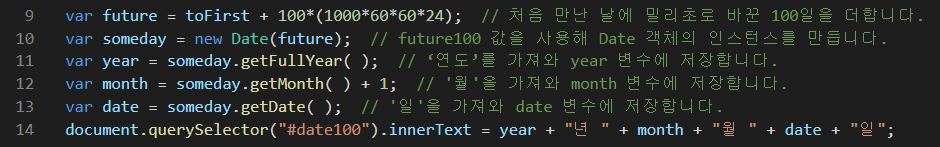 9 var future = toFirst + 100*(1000*60*60*24); // 처음 만난 날에 밀리초로 바꾼 100일을 더합니다.
10 var someday = new Date(future); // future100 값을 사용해 Date 객체의 인스턴스를 만듭니다.
11 var year = someday.getFullYear( ); // ‘연도’를 가져와 year 변수에 저장합니다.
12 var month = someday.getMonth( ) + 1; // '월'을 가져와 month 변수에 저장합니다.
13 var date = someday.getDate( ); // '일'을 가져와 date 변수에 저장합니다.
14 document.querySelector("#date100").innerText = year + "년 " + month + "월 " + date + "일";